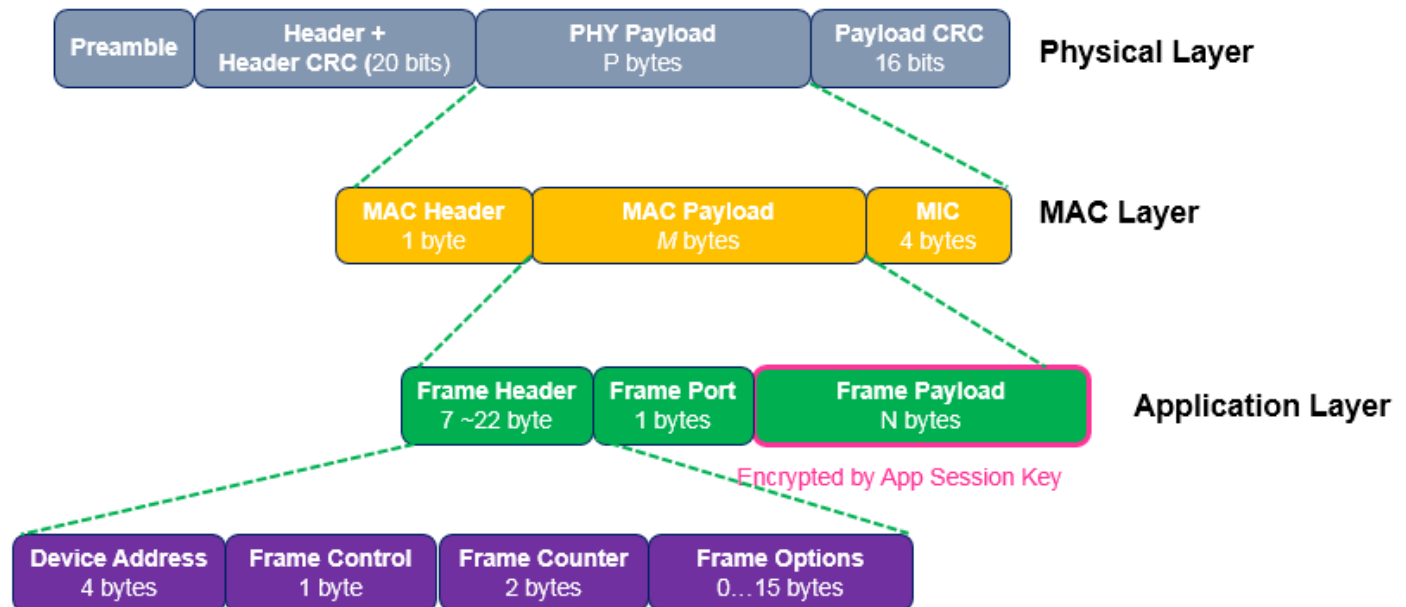 Preamble
Header +
Header CRC (20 bits)
PHY Payload
P bytes
Payload CRC
16 bits
Physical Layer
MAC Header
1 byte
MAC Payload
M bytes
MIC
4 bytes
MAC Layer
Frame Header
7 ~22 byte
Frame Port
1 bytes
Frame Payload
N bytes
Application Layer
Encrypted by App Session Key
Device Address
4 bytes
Frame Control
1 byte
Frame Counter
2 bytes
Frame Options
0...15 bytes